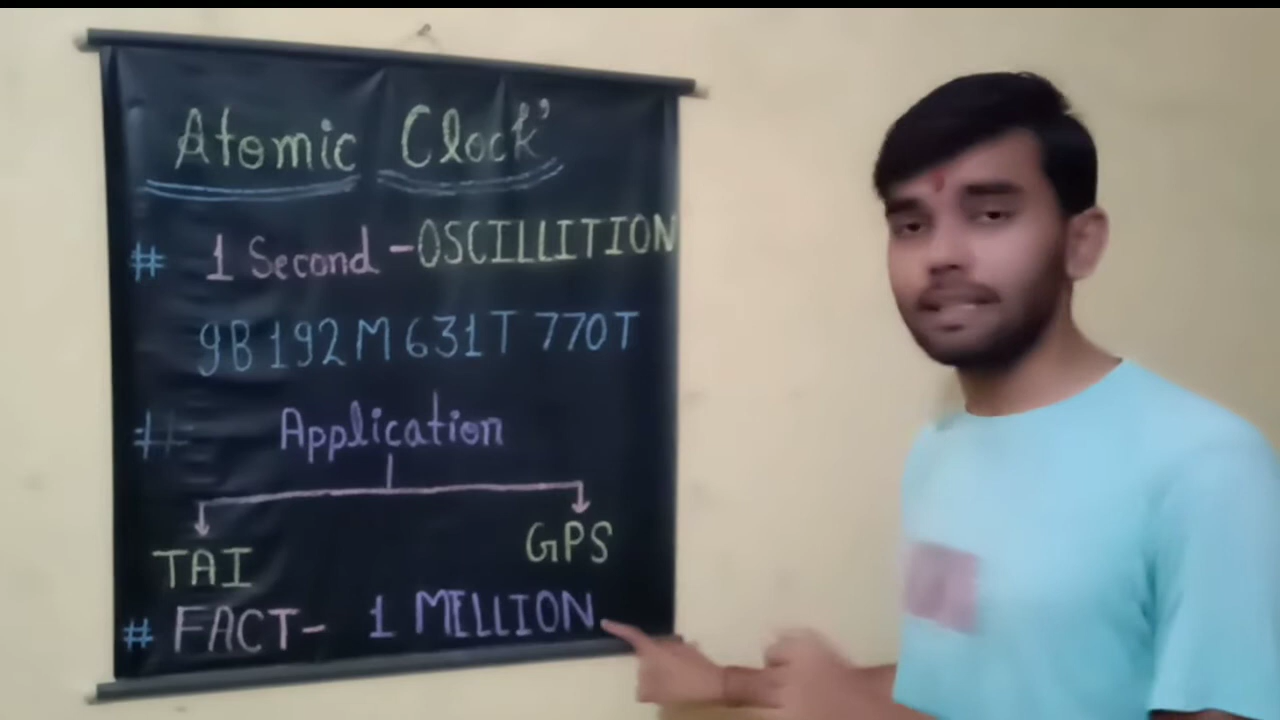 Atomic Clock'
# 1 Second - OSCILLITION
9B 192M 631T 770T
# Application
TAI GPS
# FACT- 1 MELLION